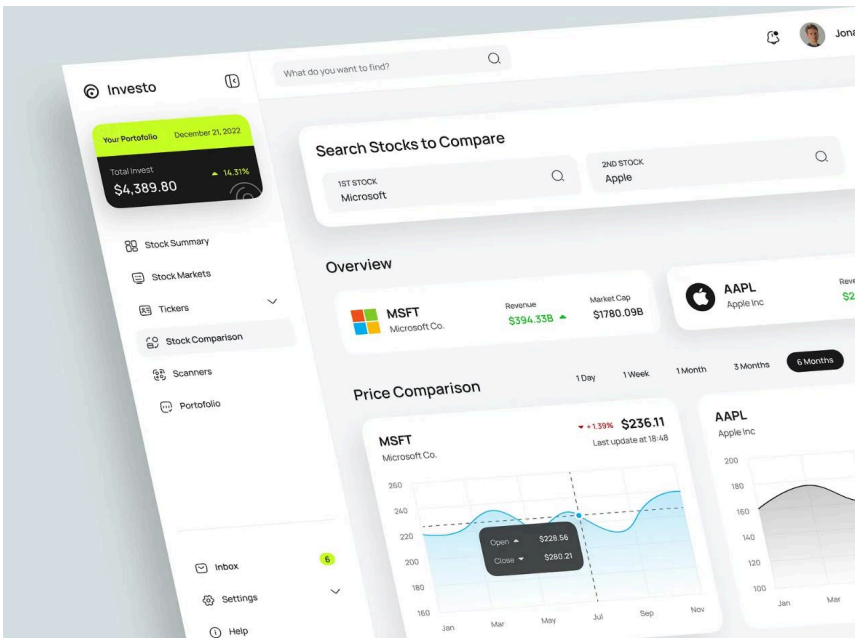 Investo
What do you want to find?
Your Portofolio
December 21, 2022
Total Invest
$4,389.80
14.31%
Stock Summary
Stock Markets
Tickers
Stock Comparison
Scanners
Portofolio
Inbox
6
Settings
Help
Search Stocks to Compare
1ST STOCK
Microsoft
2ND STOCK
Apple
Overview
MSFT
Microsoft Co.
Revenue
$394.33B
Market Cap
$1780.09B
AAPL
Apple Inc
Price Comparison
1 Day
1 Week
1 Month
3 Months
6 Months
MSFT
Microsoft Co.
+1.39%
$236.11
Last update at 18:48
260
240
220
200
180
160
Open
$228.56
Close
$280.21
Jan
Mar
May
Jul
Sep
Nov
AAPL
Apple Inc
200
180
160
140
120
100
Jan
Mar